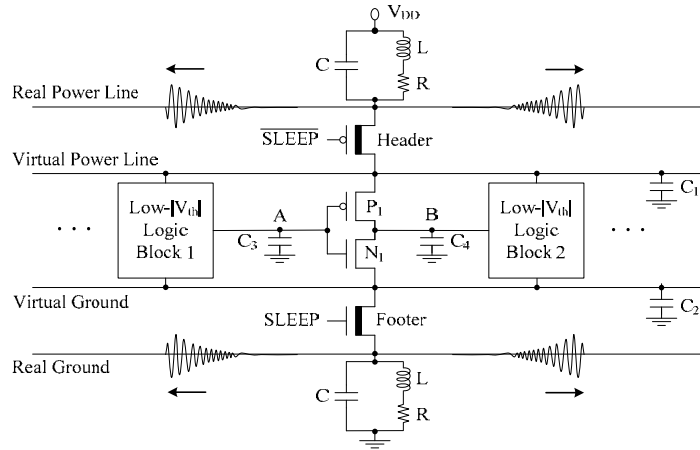 V_DD
C
L
R
Real Power Line
S̅L̅E̅E̅P̅
Header
Virtual Power Line
C_1
Low-|V_th|
Logic
Block 1
. . .
C_3
A
P_1
N_1
B
C_4
Low-|V_th|
Logic
Block 2
. . .
Virtual Ground
C_2
SLEEP
Footer
Real Ground
C
L
R